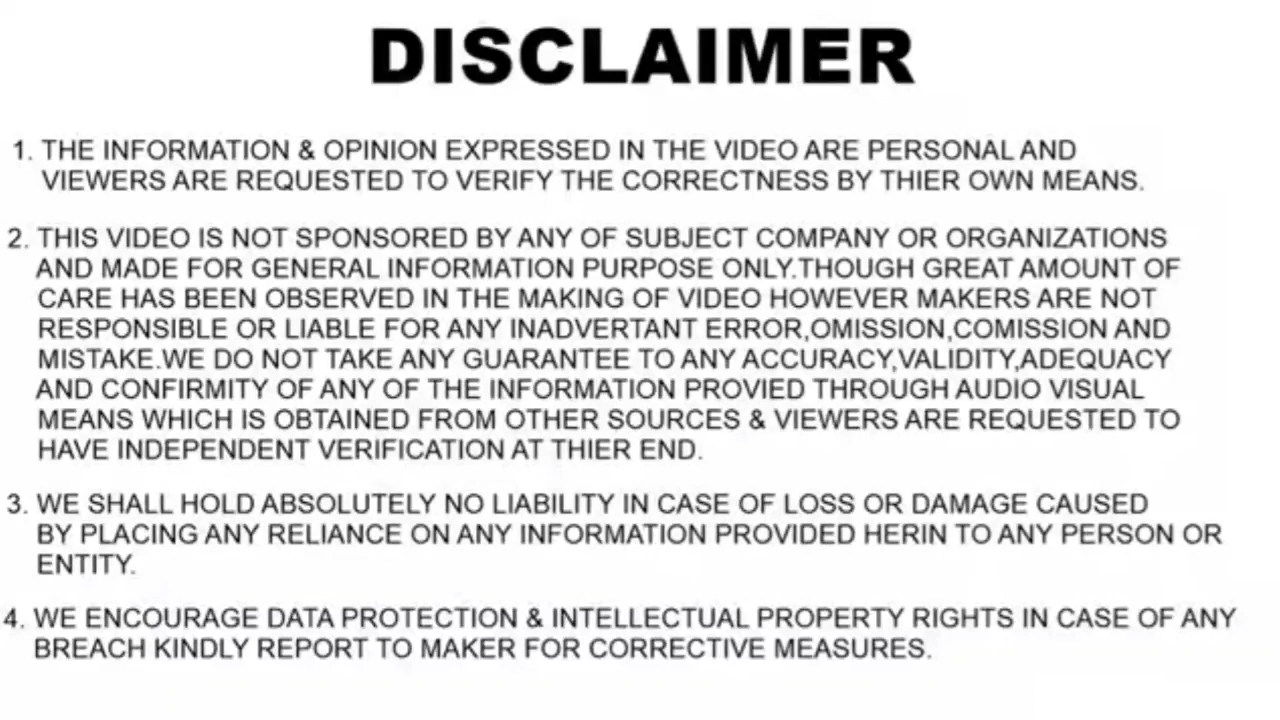 DISCLAIMER
1. THE INFORMATION & OPINION EXPRESSED IN THE VIDEO ARE PERSONAL AND
VIEWERS ARE REQUESTED TO VERIFY THE CORRECTNESS BY THIER OWN MEANS.
2. THIS VIDEO IS NOT SPONSORED BY ANY OF SUBJECT COMPANY OR ORGANIZATIONS
AND MADE FOR GENERAL INFORMATION PURPOSE ONLY.THOUGH GREAT AMOUNT OF
CARE HAS BEEN OBSERVED IN THE MAKING OF VIDEO HOWEVER MAKERS ARE NOT
RESPONSIBLE OR LIABLE FOR ANY INADVERTANT ERROR,OMISSION,COMISSION AND
MISTAKE.WE DO NOT TAKE ANY GUARANTEE TO ANY ACCURACY,VALIDITY,ADEQUACY
AND CONFIRMITY OF ANY OF THE INFORMATION PROVIED THROUGH AUDIO VISUAL
MEANS WHICH IS OBTAINED FROM OTHER SOURCES & VIEWERS ARE REQUESTED TO
HAVE INDEPENDENT VERIFICATION AT THIER END.
3. WE SHALL HOLD ABSOLUTELY NO LIABILITY IN CASE OF LOSS OR DAMAGE CAUSED
BY PLACING ANY RELIANCE ON ANY INFORMATION PROVIDED HERIN TO ANY PERSON OR
ENTITY.
4. WE ENCOURAGE DATA PROTECTION & INTELLECTUAL PROPERTY RIGHTS IN CASE OF ANY
BREACH KINDLY REPORT TO MAKER FOR CORRECTIVE MEASURES.